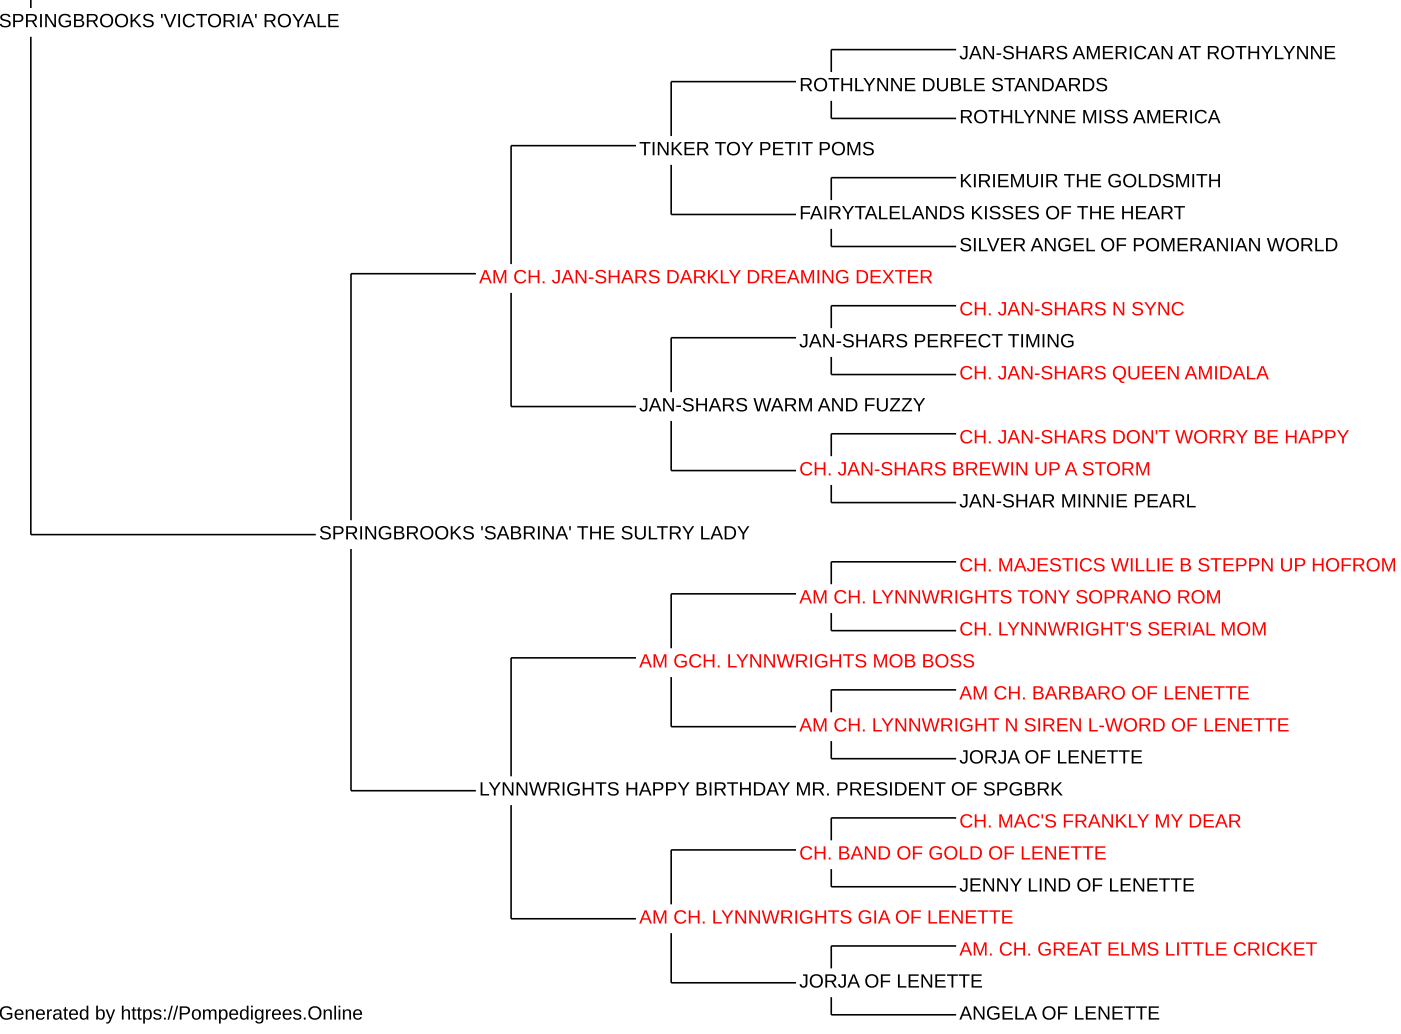 SPRINGBROOKS 'VICTORIA' ROYALE
JAN-SHARS AMERICAN AT ROTHYLYNNE
ROTHLYNNE DUBLE STANDARDS
ROTHLYNNE MISS AMERICA
TINKER TOY PETIT POMS
KIRIEMUIR THE GOLDSMITH
FAIRYTALELANDS KISSES OF THE HEART
SILVER ANGEL OF POMERANIAN WORLD
AM CH. JAN-SHARS DARKLY DREAMING DEXTER
CH. JAN-SHARS N SYNC
JAN-SHARS PERFECT TIMING
CH. JAN-SHARS QUEEN AMIDALA
JAN-SHARS WARM AND FUZZY
CH. JAN-SHARS DON'T WORRY BE HAPPY
CH. JAN-SHARS BREWIN UP A STORM
JAN-SHAR MINNIE PEARL
SPRINGBROOKS 'SABRINA' THE SULTRY LADY
CH. MAJESTICS WILLIE B STEPPN UP HOFROM
AM CH. LYNNWRIGHTS TONY SOPRANO ROM
CH. LYNNWRIGHT'S SERIAL MOM
AM GCH. LYNNWRIGHTS MOB BOSS
AM CH. BARBARO OF LENETTE
AM CH. LYNNWRIGHT N SIREN L-WORD OF LENETTE
JORJA OF LENETTE
LYNNWRIGHTS HAPPY BIRTHDAY MR. PRESIDENT OF SPGBRK
CH. MAC'S FRANKLY MY DEAR
CH. BAND OF GOLD OF LENETTE
JENNY LIND OF LENETTE
AM CH. LYNNWRIGHTS GIA OF LENETTE
AM. CH. GREAT ELMS LITTLE CRICKET
JORJA OF LENETTE
ANGELA OF LENETTE
Generated by https://Pompedigrees.Online